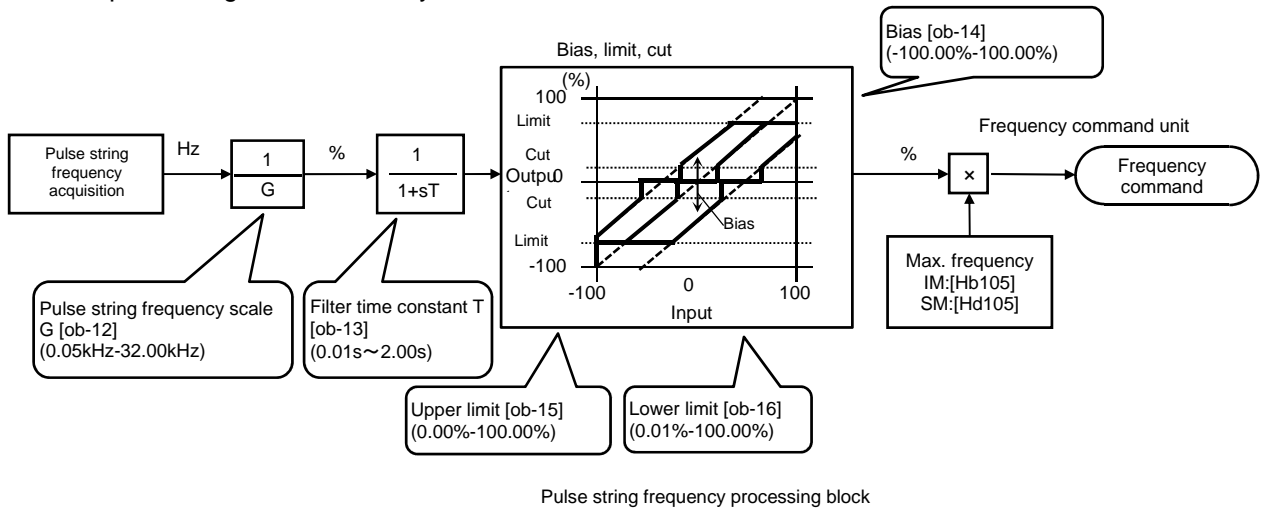 Bias [ob-14]
(-100.00%-100.00%)
Bias, limit, cut
(%)
100
Limit
Cut
Outpu0
Cut
Limit
-100
Bias
-100
0
100
Input
Pulse string
frequency
acquisition
Hz
1
G
%
1
1+sT
%
×
Frequency command unit
Frequency
command
Max. frequency
IM:[Hb105]
SM:[Hd105]
Pulse string frequency scale
G [ob-12]
(0.05kHz-32.00kHz)
Filter time constant T
[ob-13]
(0.01s～2.00s)
Upper limit [ob-15]
(0.00%-100.00%)
Lower limit [ob-16]
(0.01%-100.00%)
Pulse string frequency processing block